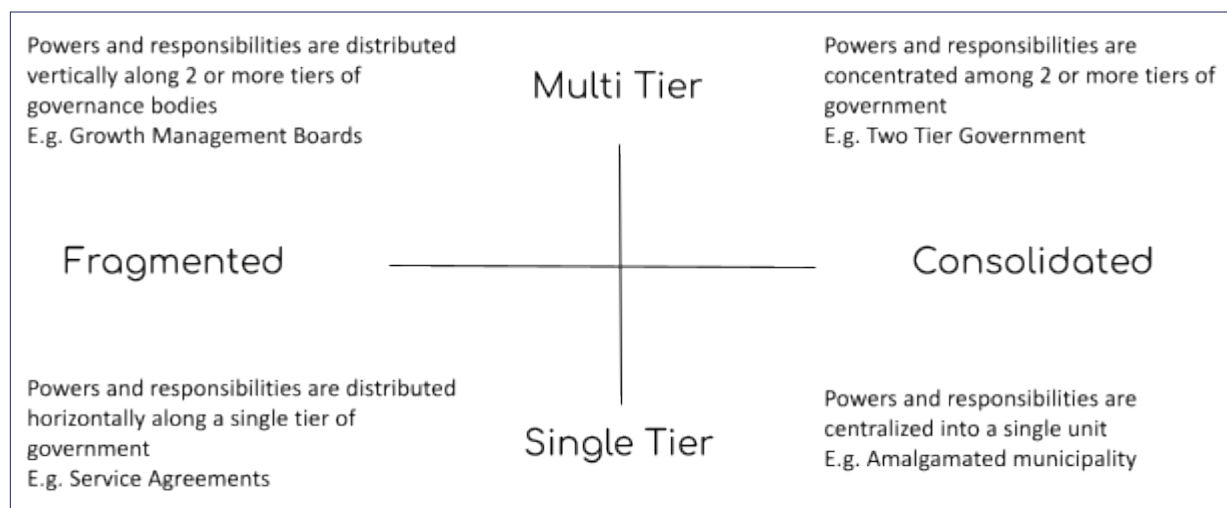 Powers and responsibilities are distributed
vertically along 2 or more tiers of
governance bodies
E.g. Growth Management Boards
Multi Tier
Powers and responsibilities are
concentrated among 2 or more tiers of
government
E.g. Two Tier Government
Fragmented
Consolidated
Powers and responsibilities are distributed
horizontally along a single tier of
government
E.g. Service Agreements
Single Tier
Powers and responsibilities are
centralized into a single unit
E.g. Amalgamated municipality